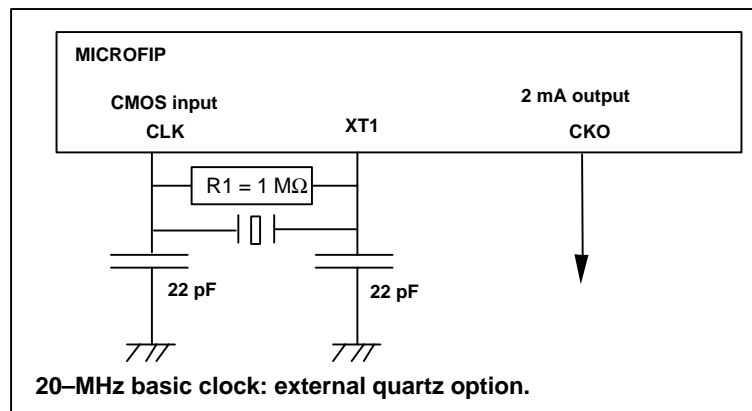 MICROFIP
CMOS input
2 mA output
CLK
XT1
CKO
R1 = 1 MΩ
22 pF
22 pF
20–MHz basic clock: external quartz option.